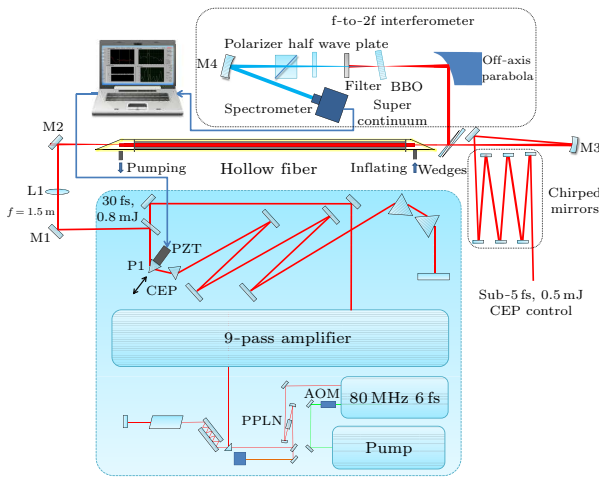 f-to-2f interferometer
Polarizer half wave plate
M4
Off-axis
parabola
Filter
BBO
Spectrometer
Super
continuum
M2
M3
Pumping
Hollow fiber
Inflating
Wedges
L1
f = 1.5 m
M1
30 fs,
0.8 mJ
Chirped
mirrors
PZT
P1
CEP
Sub-5 fs, 0.5 mJ
CEP control
9-pass amplifier
AOM
80 MHz 6 fs
PPLN
Pump